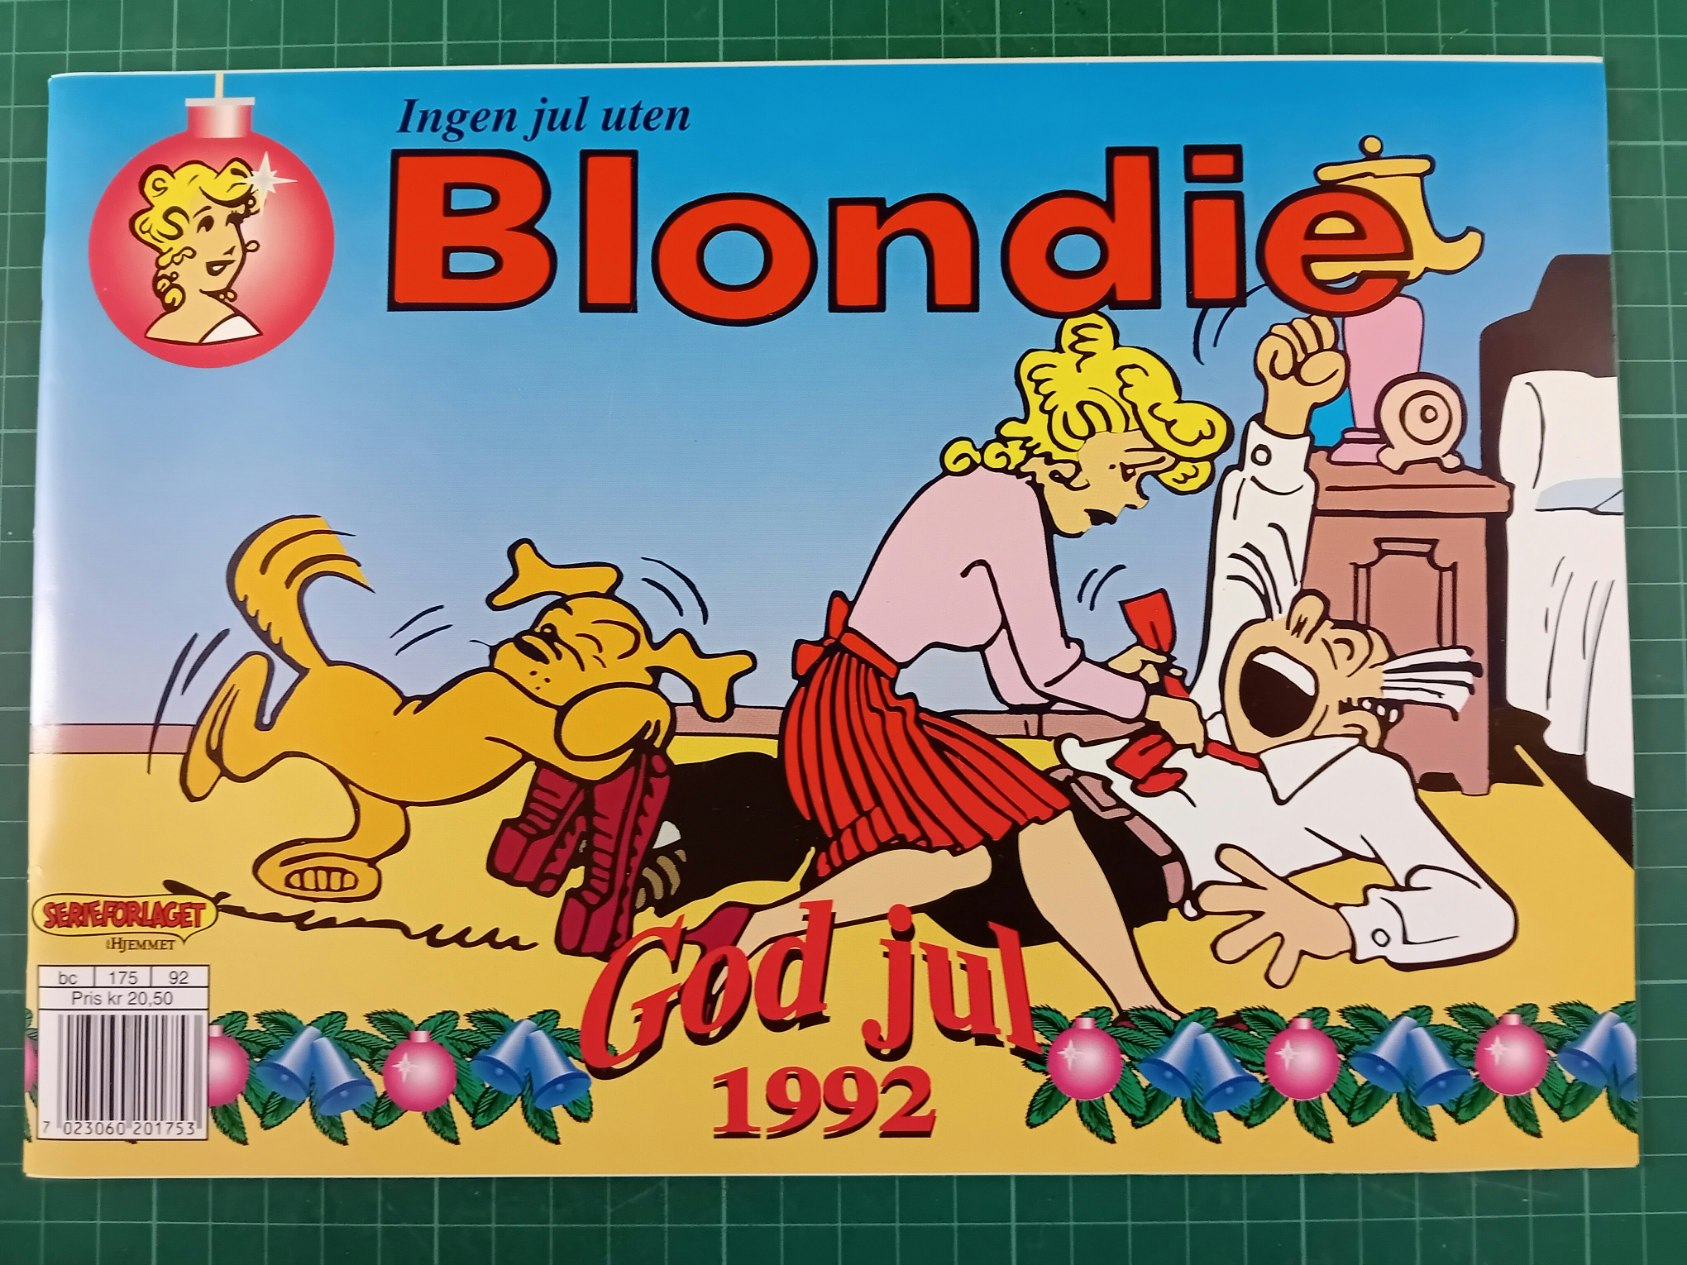 Ingen jul uten
Blondie
SERIEFORLAGET
HJEMMET
bc 175 92
Pris kr 20,50
7 023060 201753
God jul
1992